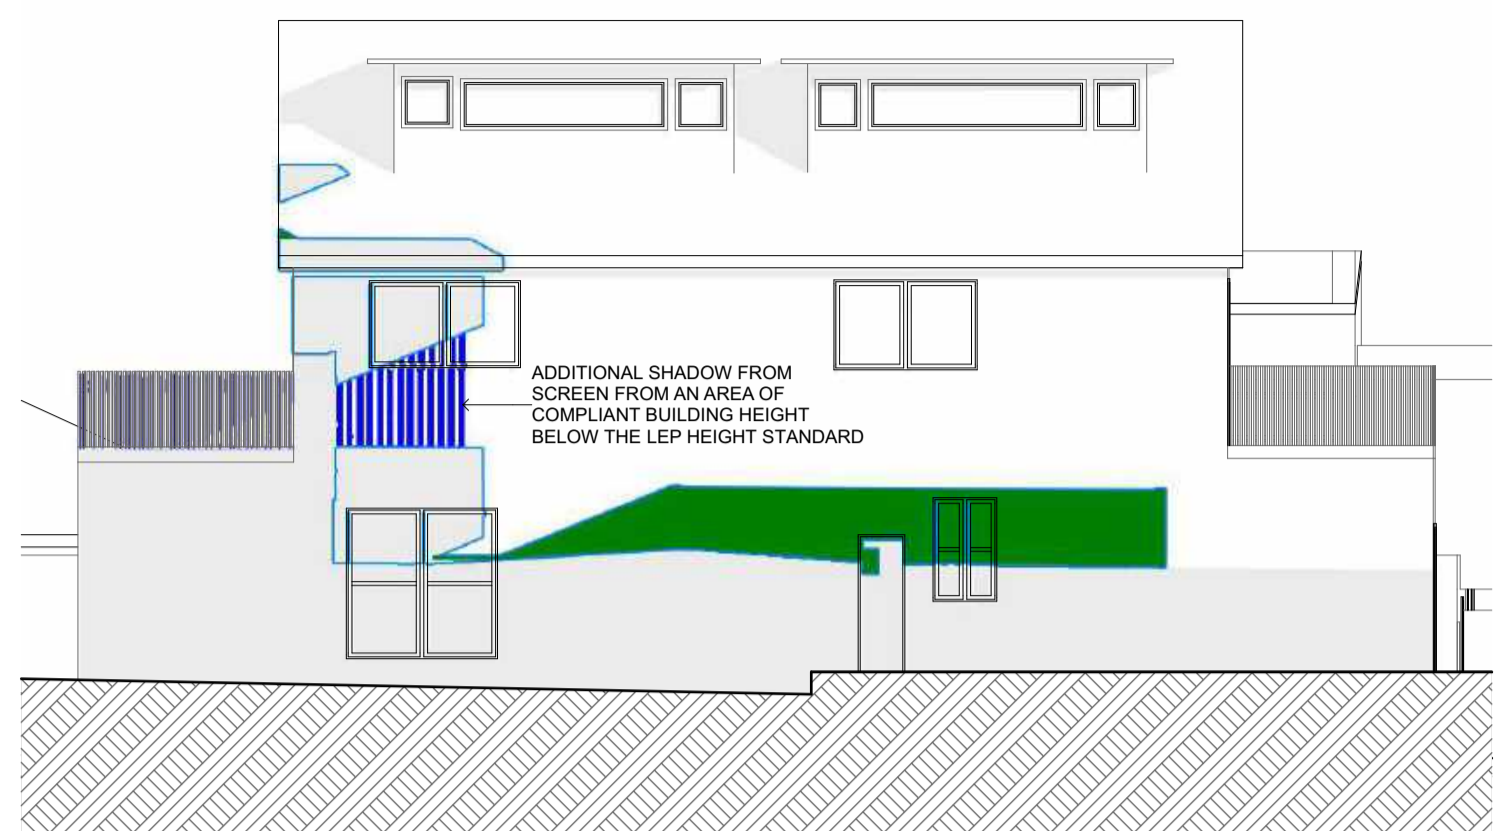 ADDITIONAL SHADOW FROM
SCREEN FROM AN AREA OF
COMPLIANT BUILDING HEIGHT
BELOW THE LEP HEIGHT STANDARD